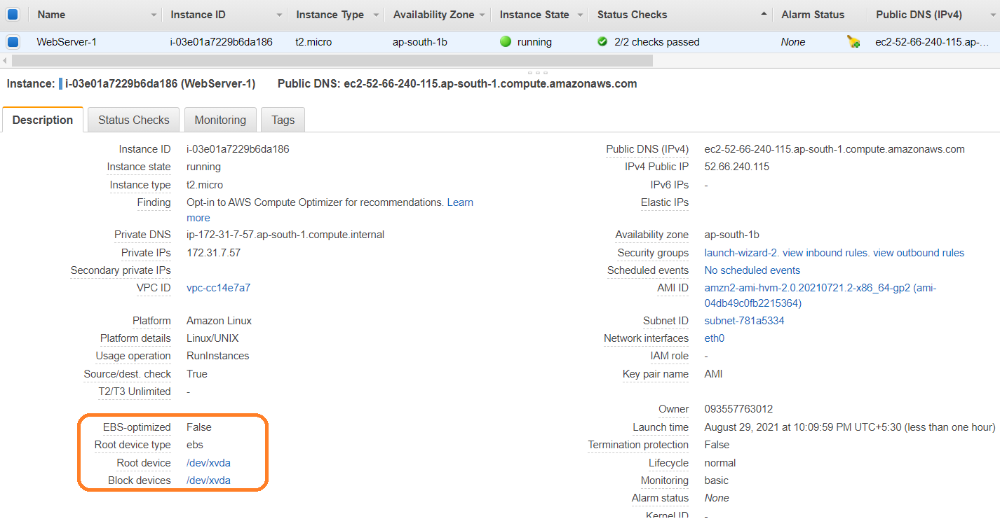 Name Instance ID Instance Type Availability Zone Instance State Status Checks Alarm Status Public DNS (IPv4)
WebServer-1 i-03e01a7229b6da186 t2.micro ap-south-1b running 2/2 checks passed None ec2-52-66-240-115.ap-...
Instance: i-03e01a7229b6da186 (WebServer-1) Public DNS: ec2-52-66-240-115.ap-south-1.compute.amazonaws.com
Description Status Checks Monitoring Tags
Instance ID i-03e01a7229b6da186
Instance state running
Instance type t2.micro
Finding Opt-in to AWS Compute Optimizer for recommendations. Learn
more
Private DNS ip-172-31-7-57.ap-south-1.compute.internal
Private IPs 172.31.7.57
Secondary private IPs
VPC ID vpc-cc14e7a7
Platform Amazon Linux
Platform details Linux/UNIX
Usage operation RunInstances
Source/dest. check True
T2/T3 Unlimited -
EBS-optimized False
Root device type ebs
Root device /dev/xvda
Block devices /dev/xvda
Public DNS (IPv4) ec2-52-66-240-115.ap-south-1.compute.amazonaws.com
IPv4 Public IP 52.66.240.115
IPv6 IPs -
Elastic IPs
Availability zone ap-south-1b
Security groups launch-wizard-2. view inbound rules. view outbound rules
Scheduled events No scheduled events
AMI ID amzn2-ami-hvm-2.0.20210721.2-x86_64-gp2 (ami-
04db49c0fb2215364)
Subnet ID subnet-781a5334
Network interfaces eth0
IAM role -
Key pair name AMI
Owner 093557763012
Launch time August 29, 2021 at 10:09:59 PM UTC+5:30 (less than one hour)
Termination protection False
Lifecycle normal
Monitoring basic
Alarm status None
Kernel ID -